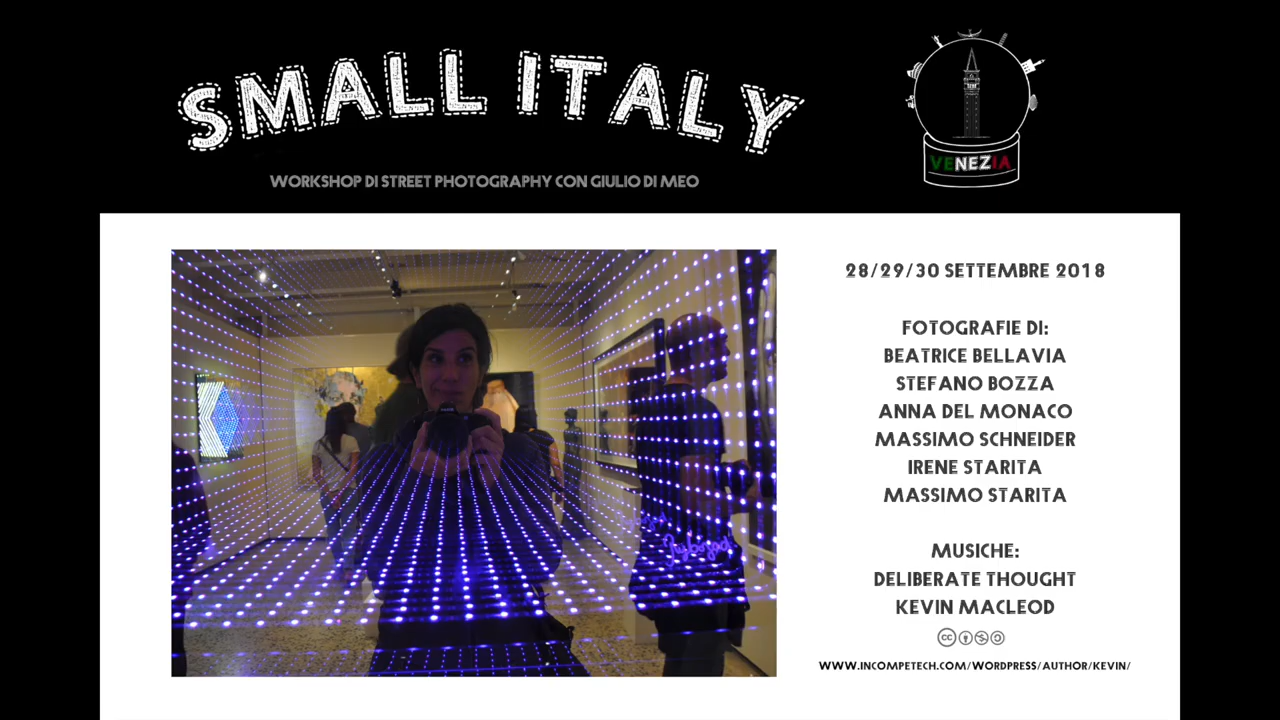 SMALL ITALY
VENEZIA
WORKSHOP DI STREET PHOTOGRAPHY CON GIULIO DI MEO
28/29/30 SETTEMBRE 2018
FOTOGRAFIE DI:
BEATRICE BELLAVIA
STEFANO BOZZA
ANNA DEL MONACO
MASSIMO SCHNEIDER
IRENE STARITA
MASSIMO STARITA
MUSICHE:
DELIBERATE THOUGHT
KEVIN MACLEOD
WWW.INCOMPETECH.COM/WORDPRESS/AUTHOR/KEVIN/